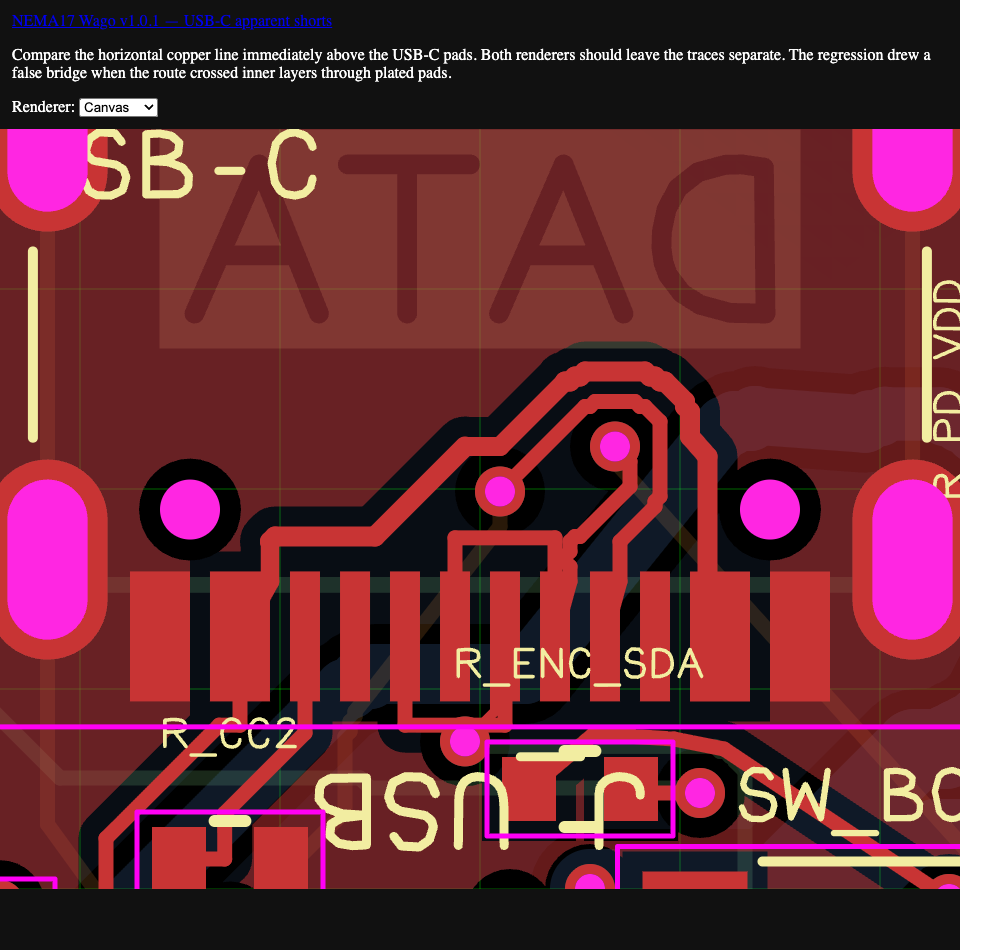 NEMA17 Wago v1.0.1 — USB-C apparent shorts
Compare the horizontal copper line immediately above the USB-C pads. Both renderers should leave the traces separate. The regression drew a
false bridge when the route crossed inner layers through plated pads.
Renderer: Canvas
SB-C
DATA
R_PD_VDD
R_ENC_SDA
R_CC2
J_USB
SW_BO